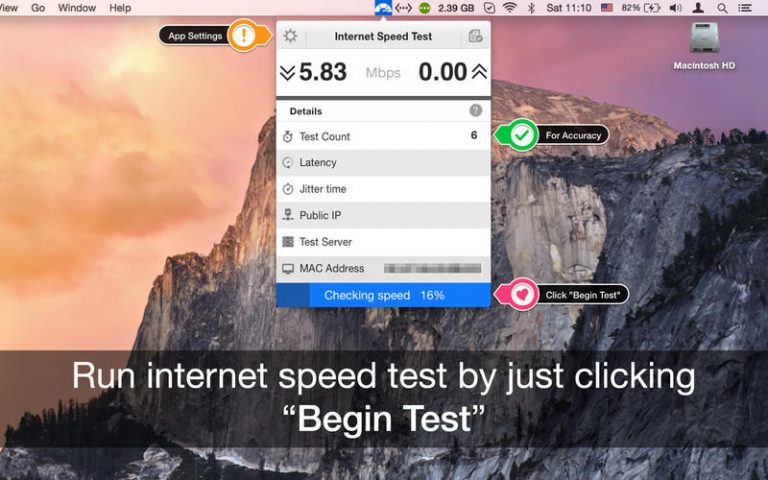 View Window Help 2.39 GB Sat 11:10 82%
App Settings
Internet Speed Test
Macintosh HD
5.83 Mbps 0.00
Details ?
Test Count 6
For Accuracy
Latency
Jitter time
Public IP
Test Server
MAC Address
Checking speed 16%
Click "Begin Test"
Run internet speed test by just clicking
“Begin Test”